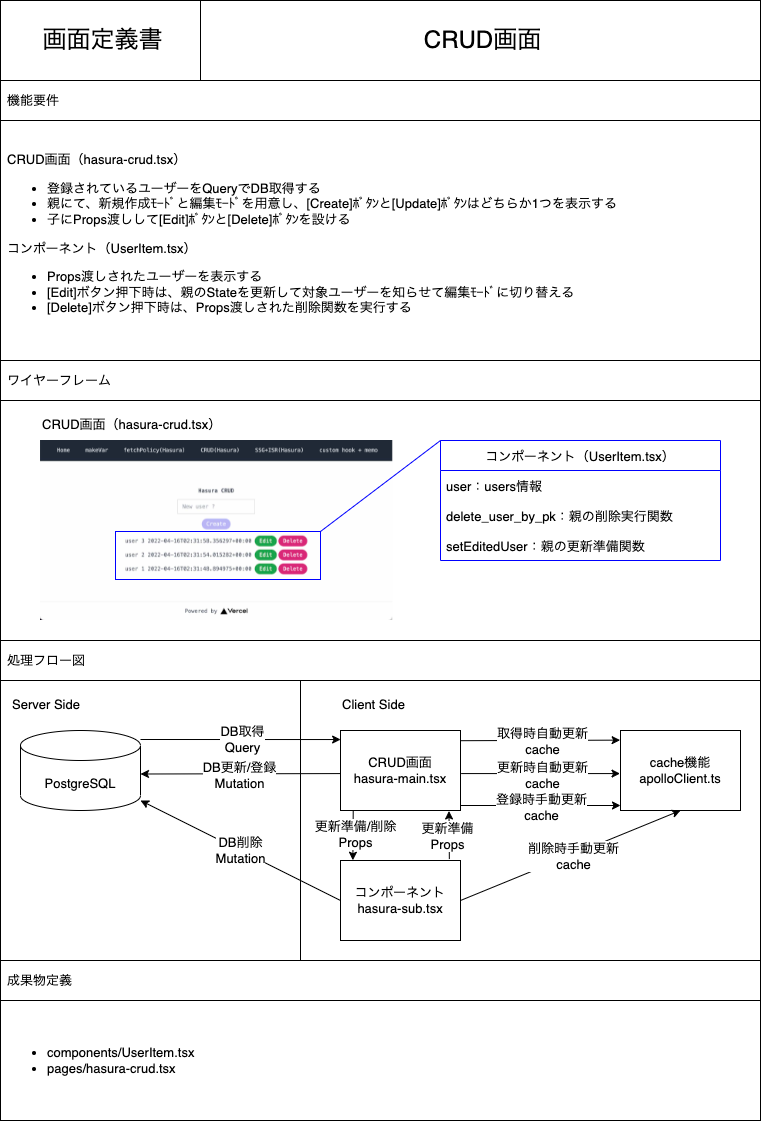 画面定義書
CRUD画面
機能要件
CRUD画面（hasura-crud.tsx）
登録されているユーザーをQueryでDB取得する
親にて、新規作成ﾓｰﾄﾞと編集ﾓｰﾄﾞを用意し、[Create]ﾎﾞﾀﾝと[Update]ﾎﾞﾀﾝはどちらか1つを表示する
子にProps渡しして[Edit]ﾎﾞﾀﾝと[Delete]ﾎﾞﾀﾝを設ける
コンポーネント（UserItem.tsx）
Props渡しされたユーザーを表示する
[Edit]ボタン押下時は、親のStateを更新して対象ユーザーを知らせて編集ﾓｰﾄﾞに切り替える
[Delete]ボタン押下時は、Props渡しされた削除関数を実行する
ワイヤーフレーム
CRUD画面（hasura-crud.tsx）
Home makeVar fetchPolicy(Hasura) CRUD(Hasura) SSG+ISR(Hasura) custom hook + memo
Hasura CRUD
New user ?
Create
user 3 2022-04-16T02:31:58.356297+00:00 Edit Delete
user 2 2022-04-16T02:31:54.015282+00:00 Edit Delete
user 1 2022-04-16T02:31:48.894975+00:00 Edit Delete
Powered by Vercel
コンポーネント（UserItem.tsx）
user：users情報
delete_user_by_pk：親の削除実行関数
setEditedUser：親の更新準備関数
処理フロー図
Server Side
Client Side
PostgreSQL
DB取得
Query
DB更新/登録
Mutation
DB削除
Mutation
CRUD画面
hasura-main.tsx
取得時自動更新
cache
更新時自動更新
cache
登録時手動更新
cache
cache機能
apolloClient.ts
更新準備/削除
Props
更新準備
Props
削除時手動更新
cache
コンポーネント
hasura-sub.tsx
成果物定義
components/UserItem.tsx
pages/hasura-crud.tsx